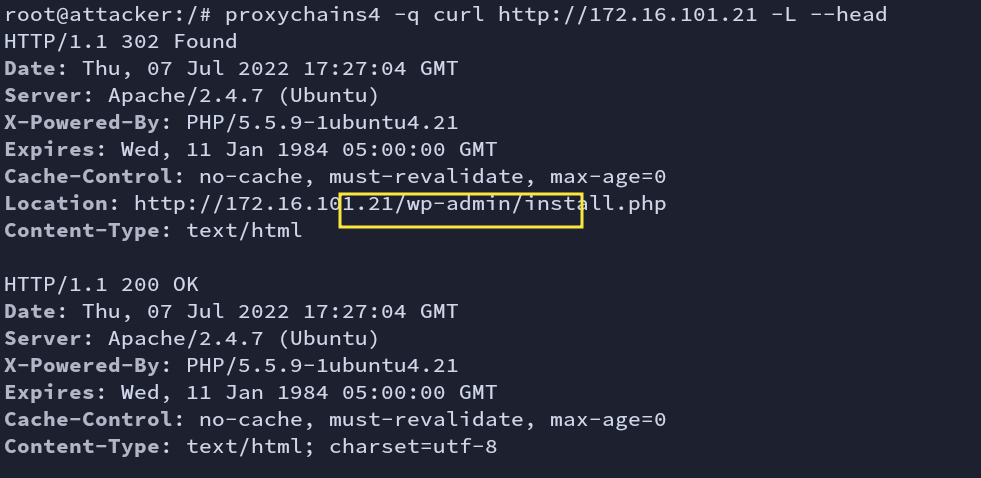 root@attacker:/# proxychains4 -q curl http://172.16.101.21 -L --head
HTTP/1.1 302 Found
Date: Thu, 07 Jul 2022 17:27:04 GMT
Server: Apache/2.4.7 (Ubuntu)
X-Powered-By: PHP/5.5.9-1ubuntu4.21
Expires: Wed, 11 Jan 1984 05:00:00 GMT
Cache-Control: no-cache, must-revalidate, max-age=0
Location: http://172.16.101.21/wp-admin/install.php
Content-Type: text/html

HTTP/1.1 200 OK
Date: Thu, 07 Jul 2022 17:27:04 GMT
Server: Apache/2.4.7 (Ubuntu)
X-Powered-By: PHP/5.5.9-1ubuntu4.21
Expires: Wed, 11 Jan 1984 05:00:00 GMT
Cache-Control: no-cache, must-revalidate, max-age=0
Content-Type: text/html; charset=utf-8